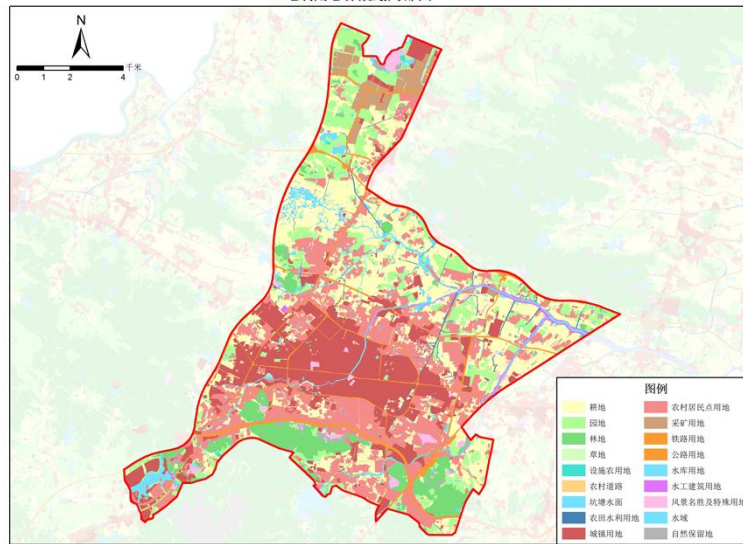 N
千米
0 1 2 4
图例
耕地 农村居民点用地
园地 采矿用地
林地 铁路用地
草地 公路用地
设施农用地 水库用地
农村道路 水工建筑用地
坑塘水面 风景名胜及特殊用地
农田水利用地 水域
城镇用地 自然保留地